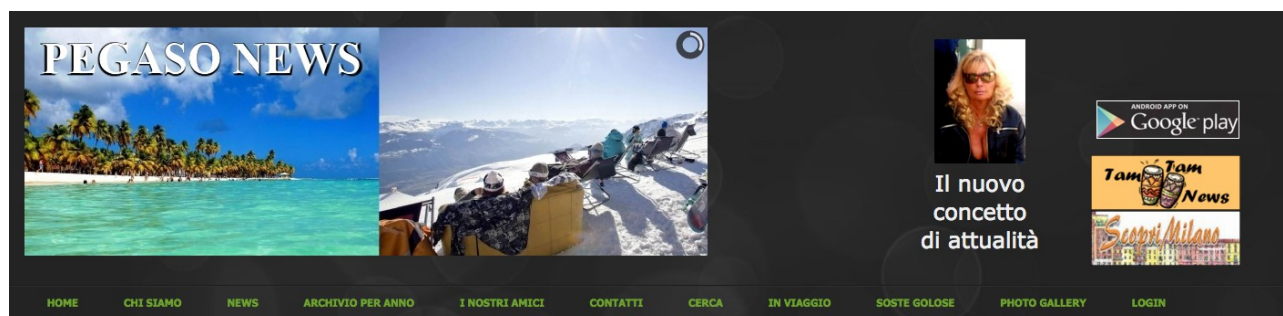 PEGASO NEWS
Il nuovo
concetto
di attualità
ANDROID APP ON
Google play
Tam Tam
News
Scopri Milano
HOME CHI SIAMO NEWS ARCHIVIO PER ANNO I NOSTRI AMICI CONTATTI CERCA IN VIAGGIO SOSTE GOLOSE PHOTO GALLERY LOGIN